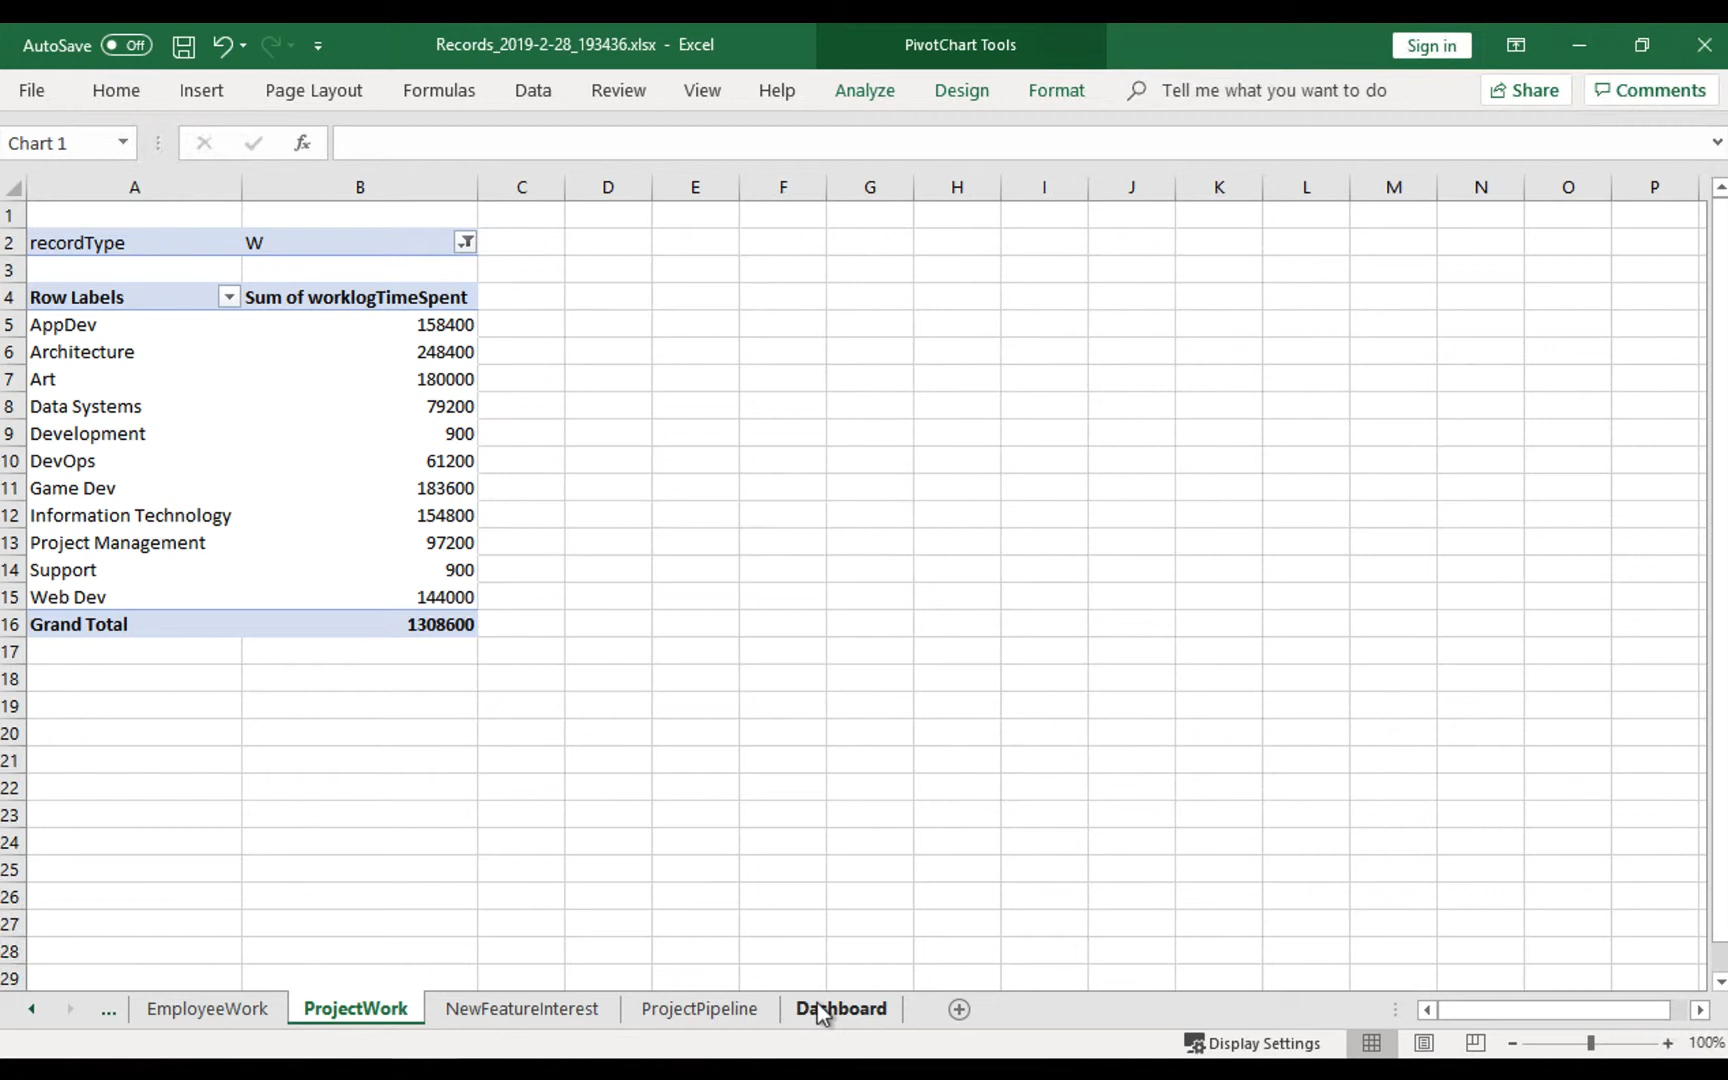 AutoSave Off Records_2019-2-28_193436.xlsx - Excel PivotChart Tools Sign in
File Home Insert Page Layout Formulas Data Review View Help Analyze Design Format Tell me what you want to do Share Comments
Chart 1 fx
A B C D E F G H I J K L M N O P
1
2 recordType W
3
4 Row Labels Sum of worklogTimeSpent
5 AppDev 158400
6 Architecture 248400
7 Art 180000
8 Data Systems 79200
9 Development 900
10 DevOps 61200
11 Game Dev 183600
12 Information Technology 154800
13 Project Management 97200
14 Support 900
15 Web Dev 144000
16 Grand Total 1308600
17
18
19
20
21
22
23
24
25
26
27
28
29
... EmployeeWork ProjectWork NewFeatureInterest ProjectPipeline Dashboard
Display Settings 100%